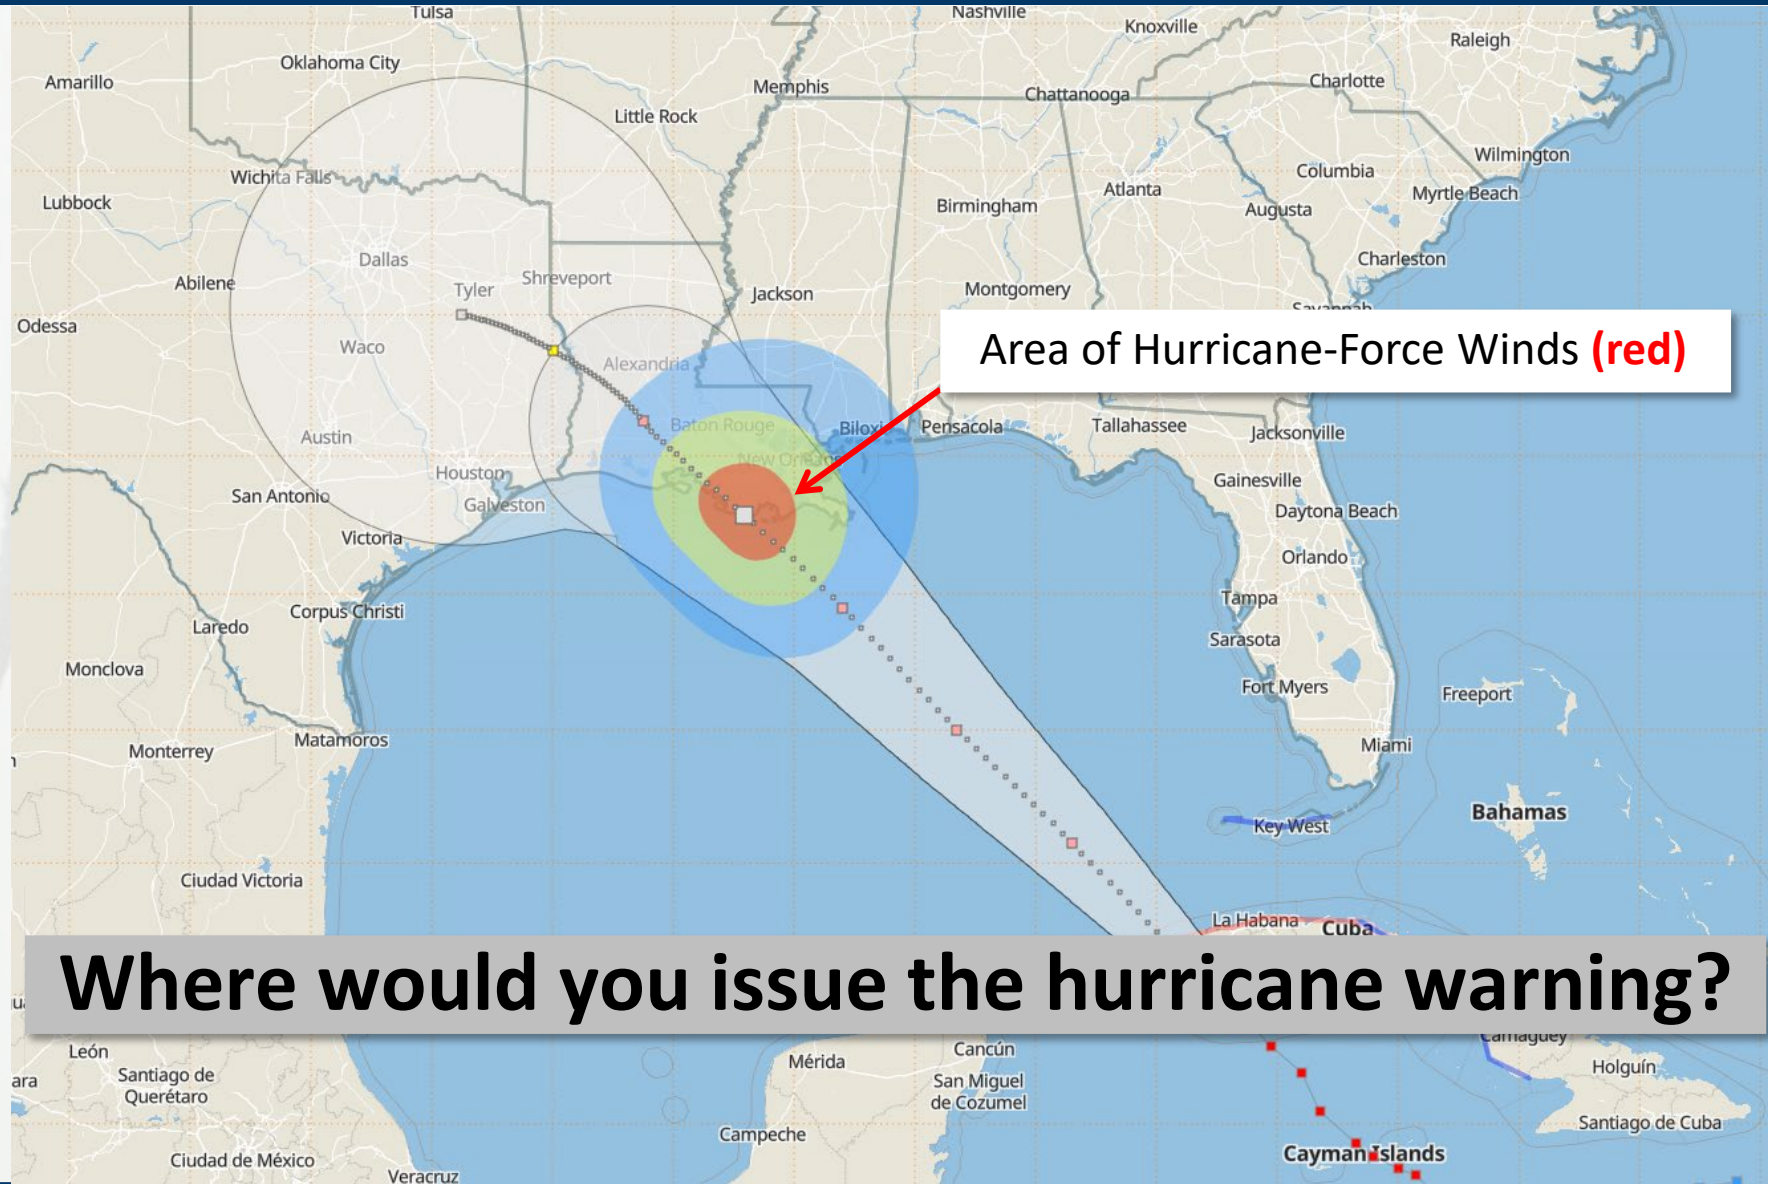 Tulsa
Nashville
Knoxville
Raleigh
Oklahoma City
Amarillo
Memphis
Chattanooga
Charlotte
Little Rock
Wilmington
Wichita Falls
Columbia
Lubbock
Birmingham
Atlanta
Augusta
Myrtle Beach
Dallas
Charleston
Abilene
Tyler
Shreveport
Jackson
Montgomery
Savannah
Odessa
Waco
Area of Hurricane-Force Winds (red)
Alexandria
Austin
Baton Rouge
Biloxi
Pensacola
Tallahassee
Jacksonville
New Orleans
Houston
Gainesville
San Antonio
Galveston
Daytona Beach
Victoria
Orlando
Corpus Christi
Tampa
Laredo
Sarasota
Monclova
Fort Myers
Freeport
Monterrey
Matamoros
Miami
Key West
Bahamas
Ciudad Victoria
La Habana
Cuba
Where would you issue the hurricane warning?
Camagüey
León
Mérida
Cancún
Holguín
Santiago de
Querétaro
San Miguel
de Cozumel
Campeche
Santiago de Cuba
Ciudad de México
Cayman Islands
Veracruz